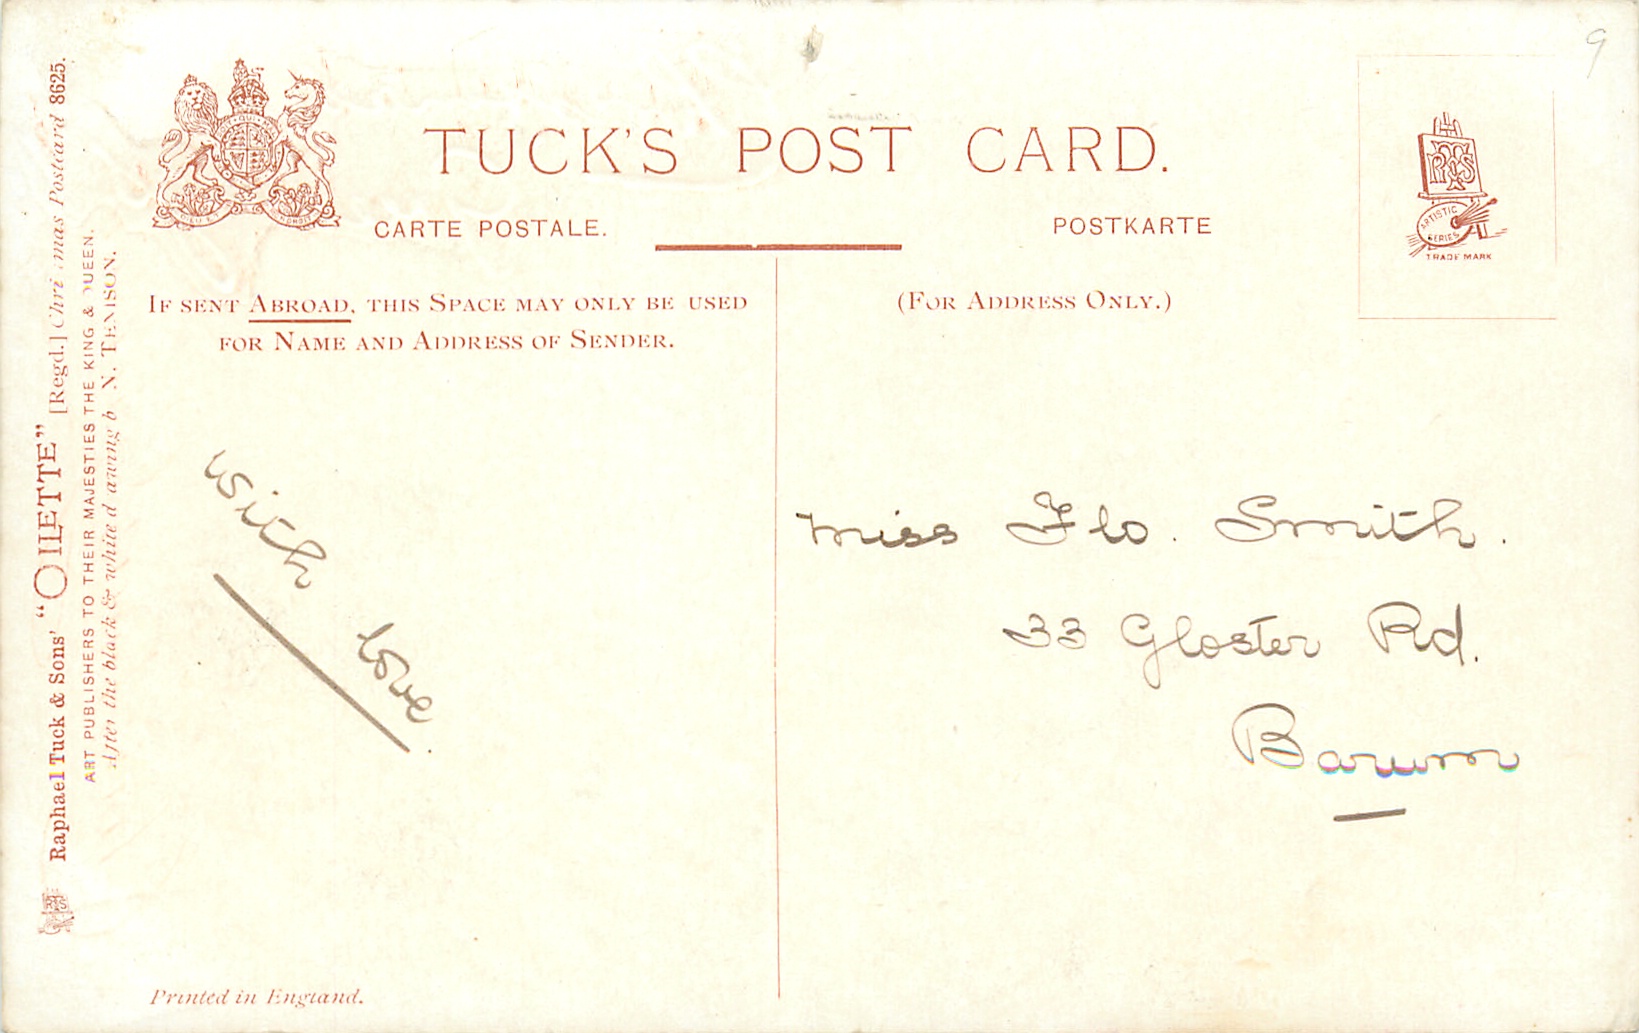 TUCK'S POST CARD.
CARTE POSTALE. POSTKARTE
IF SENT ABROAD, THIS SPACE MAY ONLY BE USED
FOR NAME AND ADDRESS OF SENDER.
(FOR ADDRESS ONLY.)
ARTISTIC
SERIES
TRADE MARK
9
Raphael Tuck & Sons' "OILETTE" [Regd.] Christmas Postcard 8625.
ART PUBLISHERS TO THEIR MAJESTIES THE KING & QUEEN.
After the black & white drawing by N. TENISON.
with love.
Miss Flo. Smith.
33 Gloster Rd.
Barum
Printed in England.